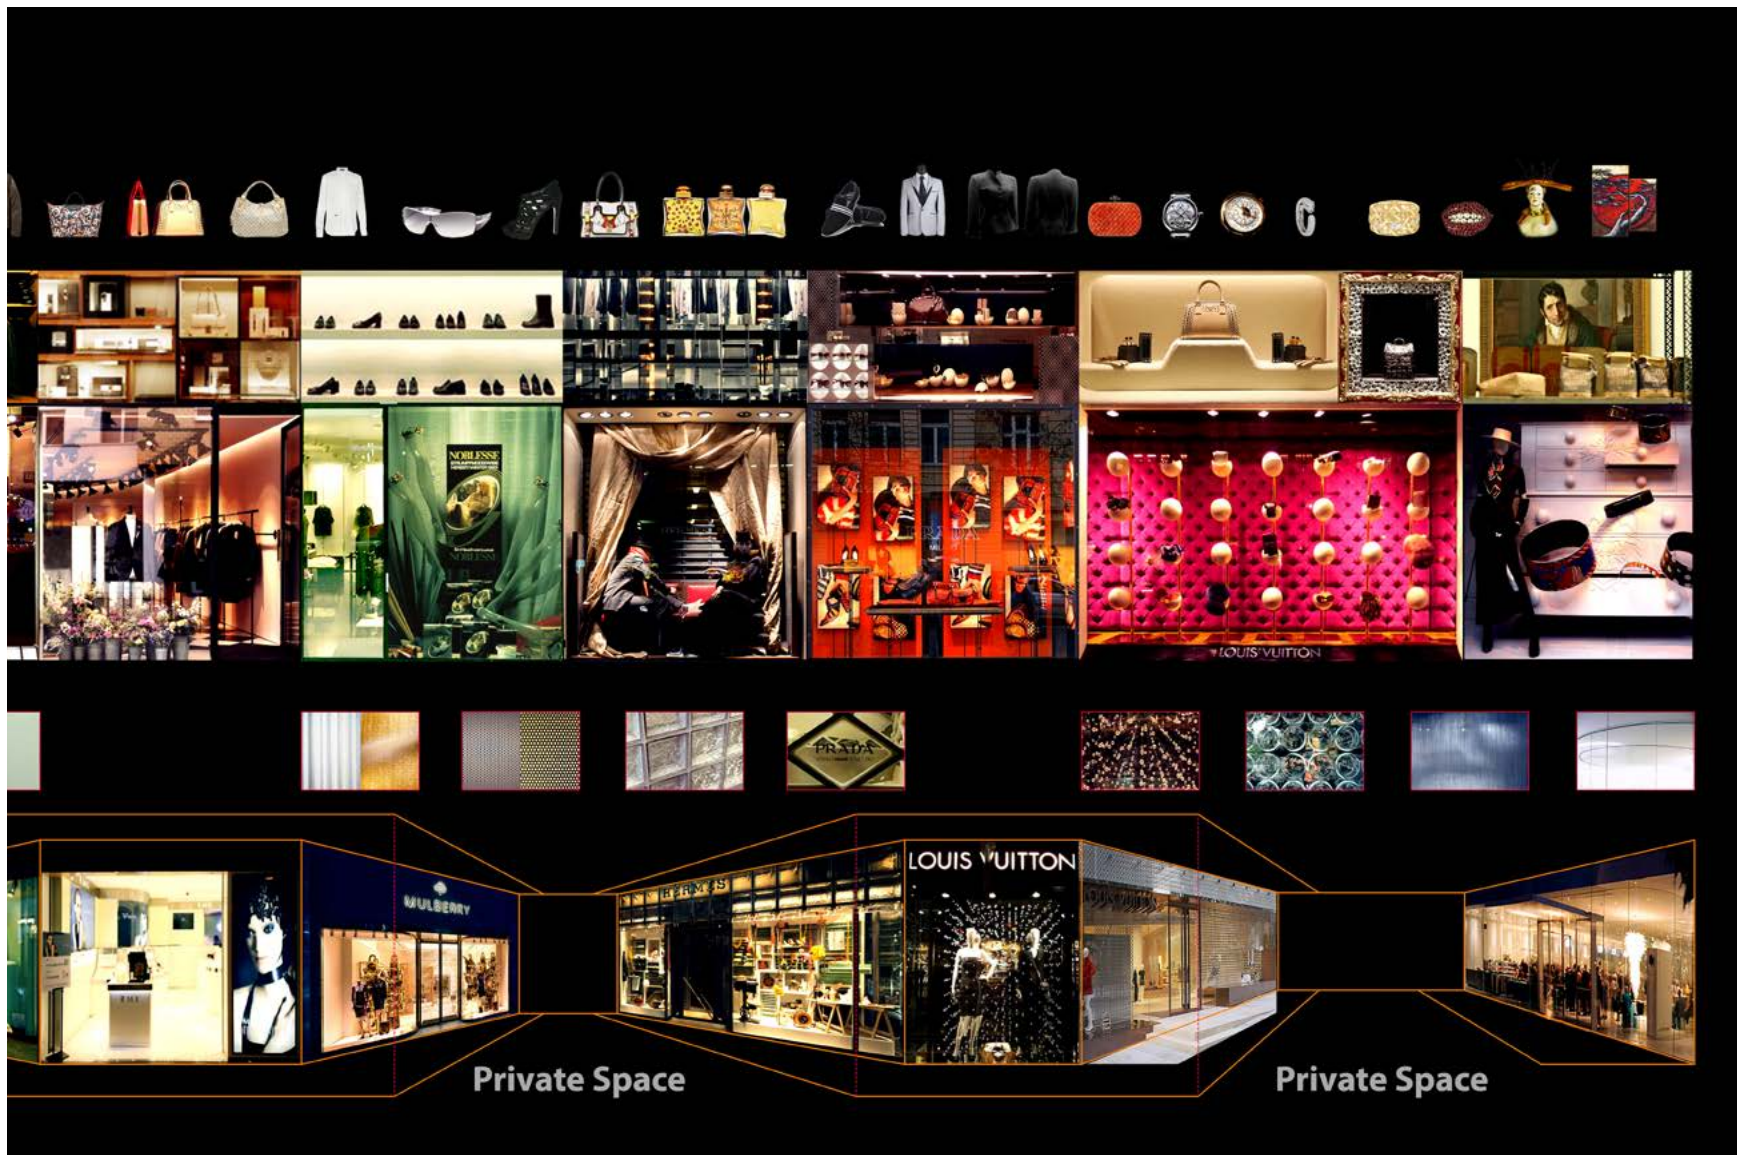 NOBLESSE
PRADA
LOUIS VUITTON
PRADA
LOUIS VUITTON
HERMES
MULBERRY
Private Space
Private Space